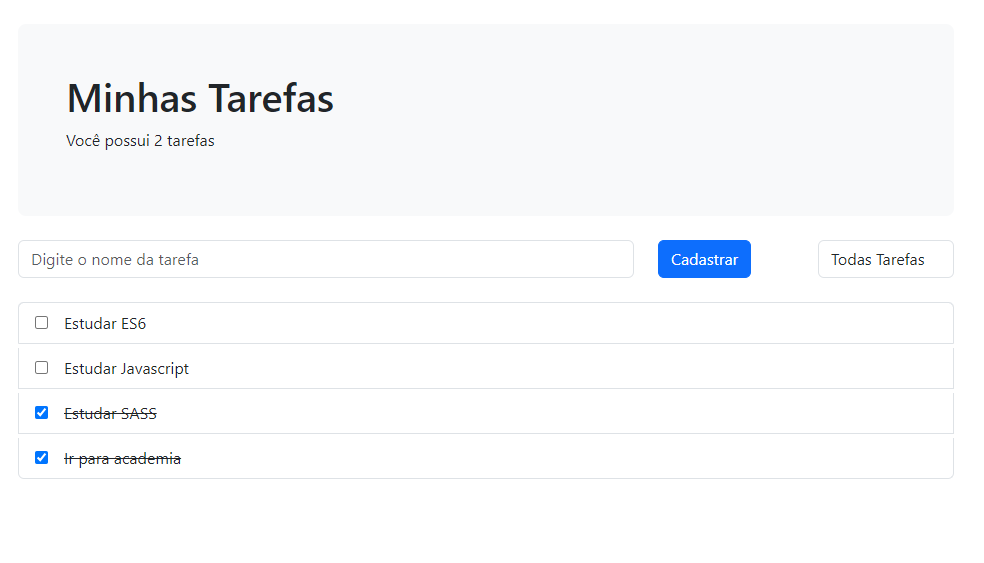 Minhas Tarefas
Você possui 2 tarefas
Digite o nome da tarefa
Cadastrar
Todas Tarefas
Estudar ES6
Estudar Javascript
Estudar SASS
Ir para academia